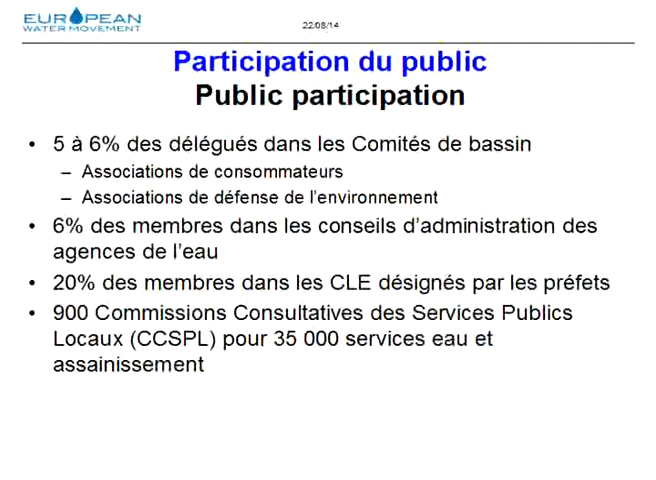 EUROPEAN
WATER MOVEMENT
22/08/14
Participation du public
Public participation
• 5 à 6% des délégués dans les Comités de bassin
– Associations de consommateurs
– Associations de défense de l'environnement
• 6% des membres dans les conseils d'administration des
agences de l'eau
• 20% des membres dans les CLE désignés par les préfets
• 900 Commissions Consultatives des Services Publics
Locaux (CCSPL) pour 35 000 services eau et
assainissement